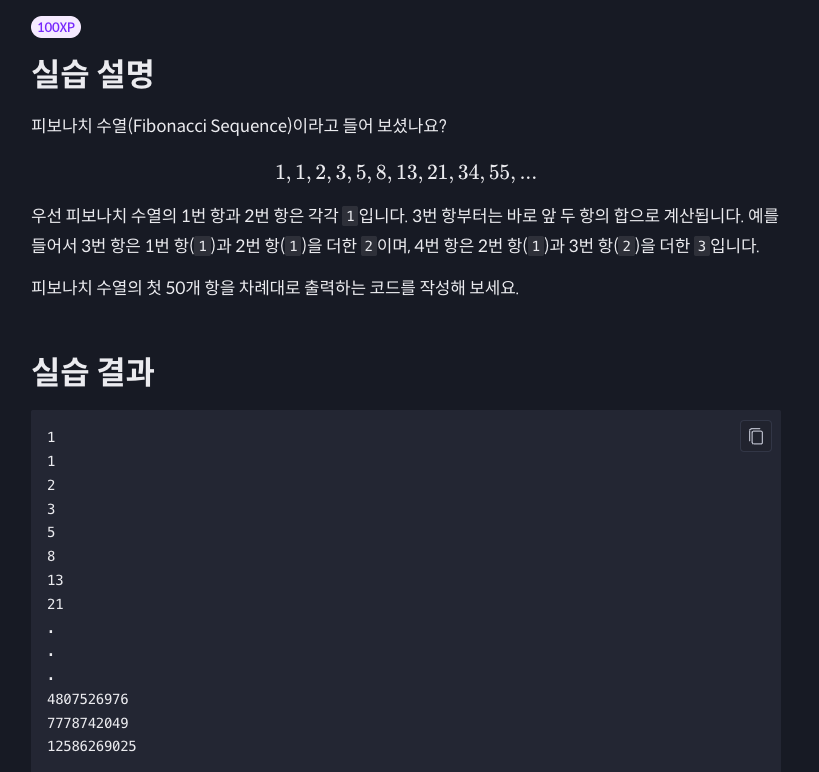 100XP
실습 설명
피보나치 수열(Fibonacci Sequence)이라고 들어 보셨나요?
1, 1, 2, 3, 5, 8, 13, 21, 34, 55, ...
우선 피보나치 수열의 1번 항과 2번 항은 각각 1입니다. 3번 항부터는 바로 앞 두 항의 합으로 계산됩니다. 예를
들어서 3번 항은 1번 항(1)과 2번 항(1)을 더한 2이며, 4번 항은 2번 항(1)과 3번 항(2)을 더한 3입니다.
피보나치 수열의 첫 50개 항을 차례대로 출력하는 코드를 작성해 보세요.
실습 결과
1
1
2
3
5
8
13
21
.
.
.
4807526976
7778742049
12586269025